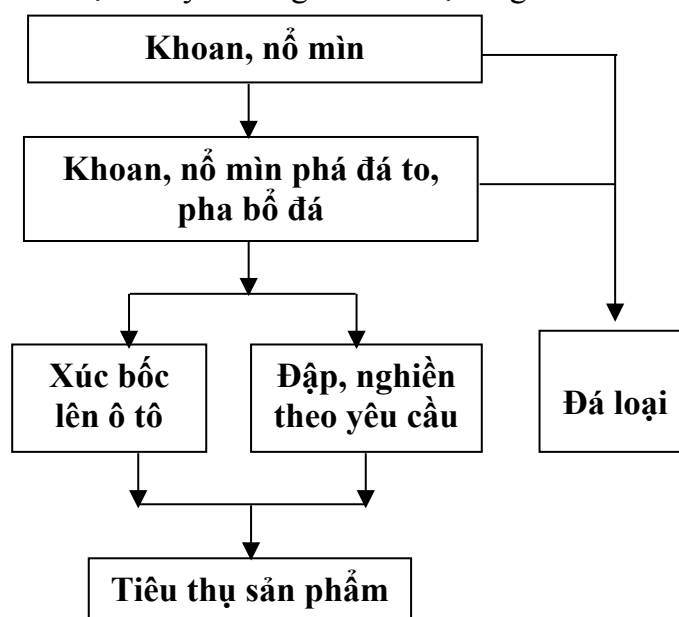 Khoan, nổ mìn
Khoan, nổ mìn phá đá to,
pha bổ đá
Xúc bốc
lên ô tô
Đập, nghiền
theo yêu cầu
Đá loại
Tiêu thụ sản phẩm